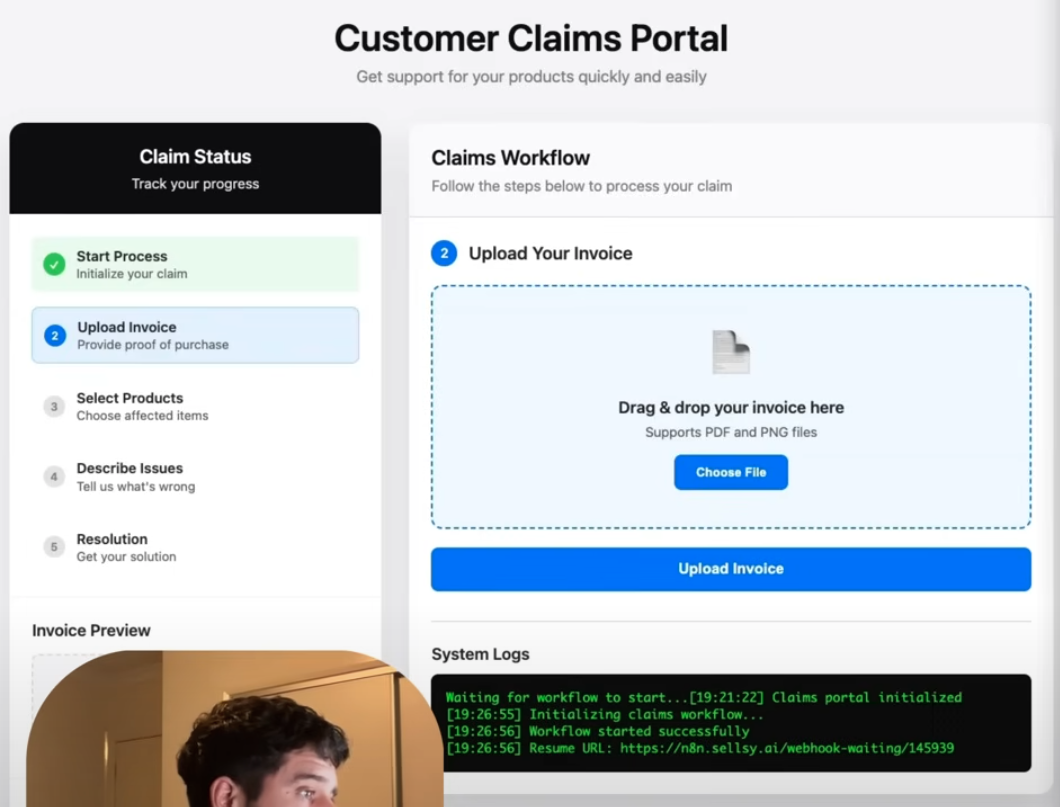 Customer Claims Portal
Get support for your products quickly and easily
Claim Status
Track your progress
Start Process
Initialize your claim
2
Upload Invoice
Provide proof of purchase
3
Select Products
Choose affected items
4
Describe Issues
Tell us what's wrong
5
Resolution
Get your solution
Invoice Preview
Claims Workflow
Follow the steps below to process your claim
2 Upload Your Invoice
Drag & drop your invoice here
Supports PDF and PNG files
Choose File
Upload Invoice
System Logs
Waiting for workflow to start...[19:21:22] Claims portal initialized
[19:26:55] Initializing claims workflow...
[19:26:56] Workflow started successfully
[19:26:56] Resume URL: https://n8n.sellsy.ai/webhook-waiting/145939